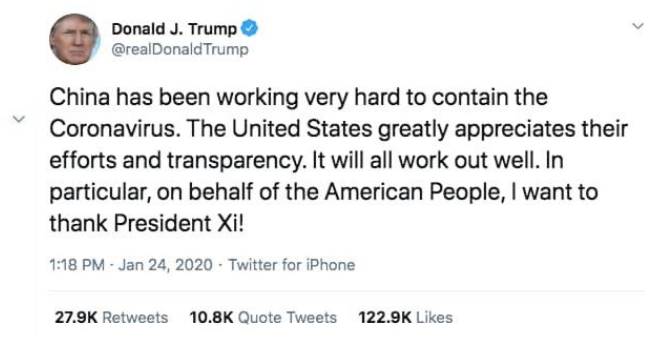 Donald J. Trump
@realDonaldTrump
China has been working very hard to contain the
Coronavirus. The United States greatly appreciates their
efforts and transparency. It will all work out well. In
particular, on behalf of the American People, I want to
thank President Xi!
1:18 PM · Jan 24, 2020 · Twitter for iPhone
27.9K Retweets 10.8K Quote Tweets 122.9K Likes